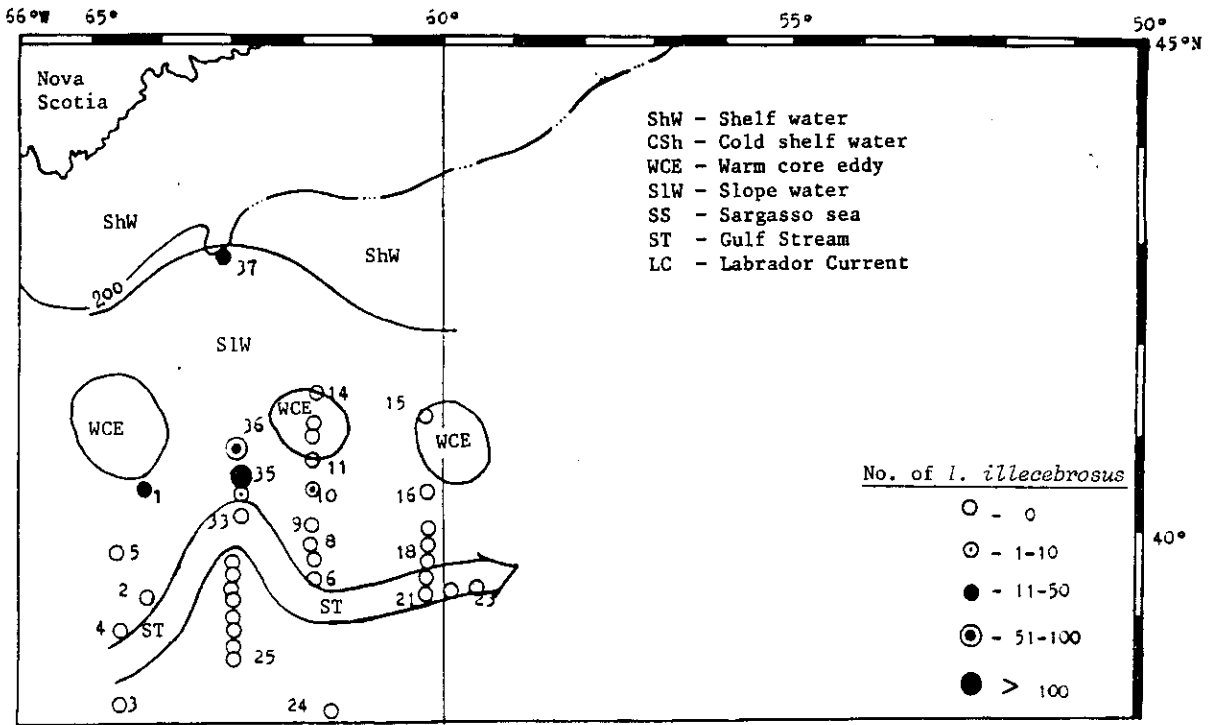 66°W 65° 60° 55° 50°
45°N
Nova
Scotia
ShW - Shelf water
CSh - Cold shelf water
WCE - Warm core eddy
SlW - Slope water
SS - Sargasso sea
ST - Gulf Stream
LC - Labrador Current
ShW
ShW
37
200
SlW
14
WCE
15
WCE
WCE
36
11
35
No. of I. illecebrosus
1
10
16
O - 0
33
9
5
8
18
40°
⊙ - 1-10
2
6
● - 11-50
ST
21
23
4
ST
◉ - 51-100
25
● > 100
3
24